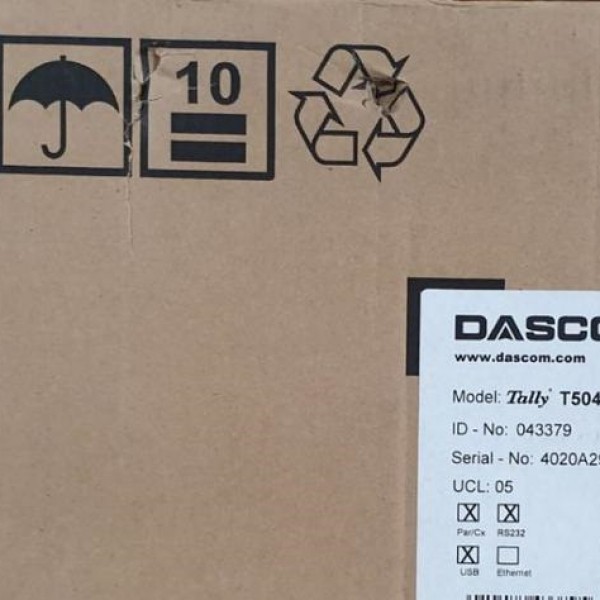 10
DASCO
www.dascom.com
Model: Tally T504
ID - No: 043379
Serial - No: 4020A29
UCL: 05
X X
Par/Cx RS232
X
USB Ethernet